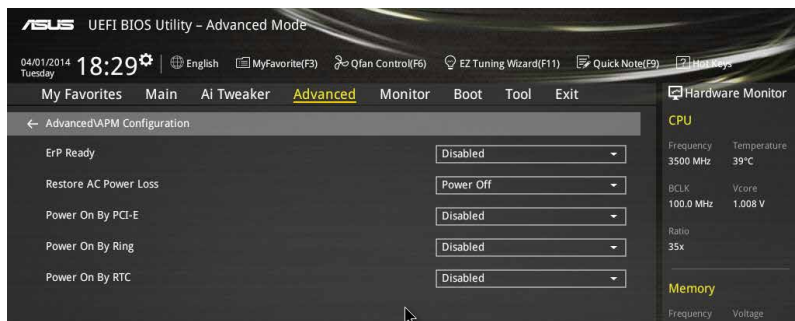 ASUS UEFI BIOS Utility – Advanced Mode
04/01/2014
Tuesday
18:29
English
MyFavorite(F3)
Qfan Control(F6)
EZ Tuning Wizard(F11)
Quick Note(F9)
? Hot Keys
My Favorites
Main
Ai Tweaker
Advanced
Monitor
Boot
Tool
Exit
Hardware Monitor
← Advanced\APM Configuration
ErP Ready
Disabled
Restore AC Power Loss
Power Off
Power On By PCI-E
Disabled
Power On By Ring
Disabled
Power On By RTC
Disabled
CPU
Frequency Temperature
3500 MHz 39°C
BCLK Vcore
100.0 MHz 1.008 V
Ratio
35x
Memory
Frequency Voltage